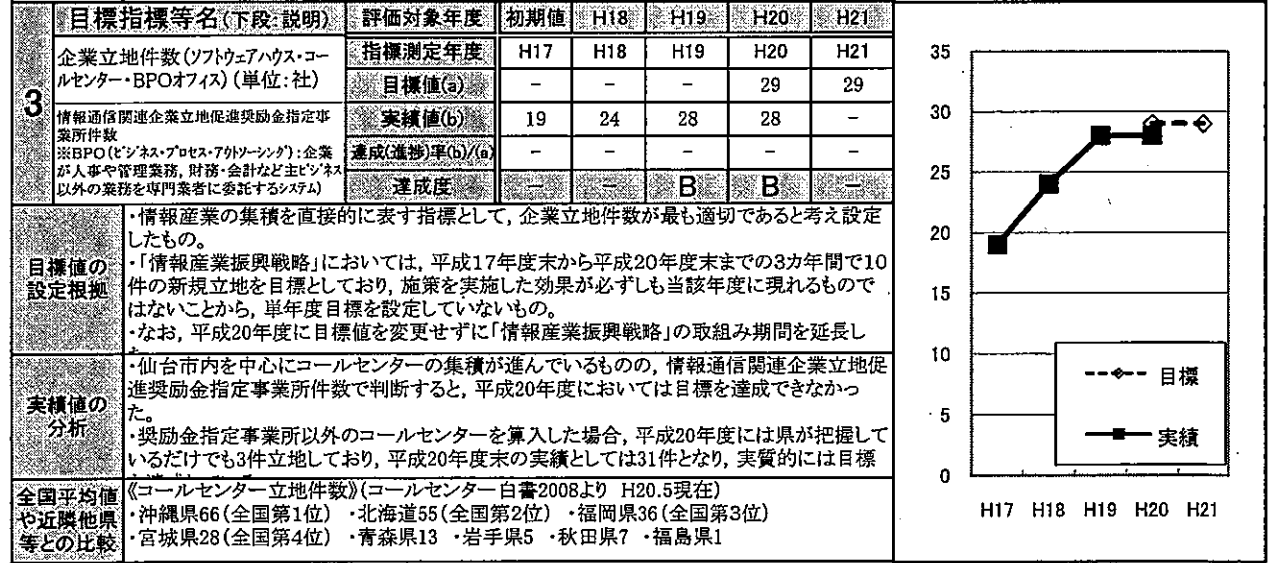 3
目標指標等名(下段:説明) 評価対象年度 初期値 H18 H19 H20 H21
企業立地件数(ソフトウェアハウス・コールセンター・BPOオフィス)(単位:社)
指標測定年度 H17 H18 H19 H20 H21
目標値(a) - - - 29 29
情報通信関連企業立地促進奨励金指定事業所件数
※BPO(ビジネス・プロセス・アウトソーシング):企業が人事や管理業務,財務・会計など主ビジネス以外の業務を専門業者に委託するシステム)
実績値(b) 19 24 28 28 -
達成(進捗)率(b)/(a) - - - - -
達成度 - - B B -
目標値の
設定根拠
・情報産業の集積を直接的に表す指標として,企業立地件数が最も適切であると考え設定
したもの。
・「情報産業振興戦略」においては,平成17年度末から平成20年度末までの3カ年間で10
件の新規立地を目標としており,施策を実施した効果が必ずしも当該年度に現れるもので
はないことから,単年度目標を設定していないもの。
・なお,平成20年度に目標値を変更せずに「情報産業振興戦略」の取組み期間を延長し
実績値の
分析
・仙台市内を中心にコールセンターの集積が進んでいるものの,情報通信関連企業立地促
進奨励金指定事業所件数で判断すると,平成20年度においては目標を達成できなかっ
た。
・奨励金指定事業所以外のコールセンターを算入した場合,平成20年度には県が把握して
いるだけでも3件立地しており,平成20年度末の実績としては31件となり,実質的には目標
全国平均値
や近隣他県
等との比較
《コールセンター立地件数》(コールセンター白書2008より H20.5現在)
・沖縄県66(全国第1位) ・北海道55(全国第2位) ・福岡県36(全国第3位)
・宮城県28(全国第4位) ・青森県13 ・岩手県5 ・秋田県7 ・福島県1
35
30
25
20
15
10
5
0
目標
実績
H17 H18 H19 H20 H21